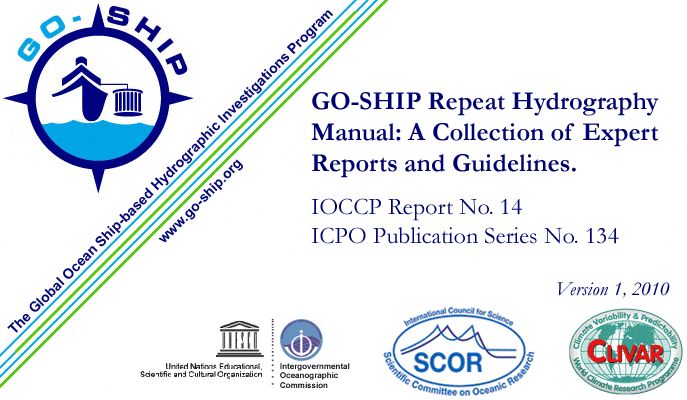 GO-SHIP
The Global Ocean Ship-based Hydrographic Investigations Program
www.go-ship.org
GO-SHIP Repeat Hydrography
Manual: A Collection of Expert
Reports and Guidelines.
IOCCP Report No. 14
ICPO Publication Series No. 134
Version 1, 2010
United Nations Educational,
Scientific and Cultural Organization
Intergovernmental
Oceanographic
Commission
International Council for Science
SCOR
Scientific Committee on Oceanic Research
Climate Variability & Predictability
CLIVAR
World Climate Research Programme